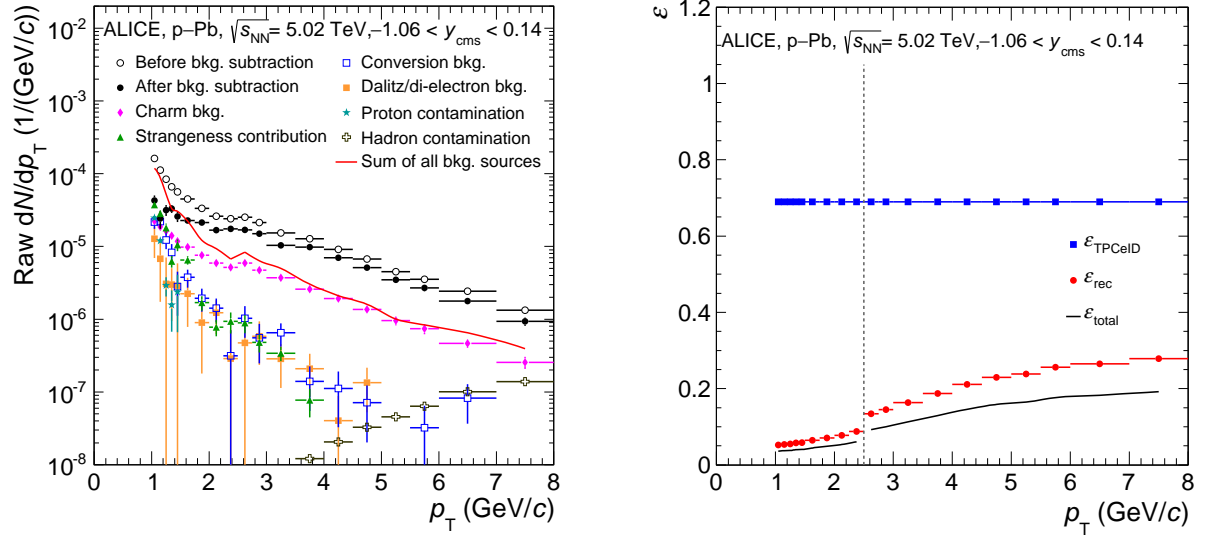 ALICE, p–Pb, √sNN = 5.02 TeV,–1.06 < ycms < 0.14
Before bkg. subtraction
Conversion bkg.
After bkg. subtraction
Dalitz/di-electron bkg.
Charm bkg.
Proton contamination
Strangeness contribution
Hadron contamination
Sum of all bkg. sources
Raw dN/dpT (1/(GeV/c))
10⁻²
10⁻³
10⁻⁴
10⁻⁵
10⁻⁶
10⁻⁷
10⁻⁸
0 1 2 3 4 5 6 7 8
pT (GeV/c)
ε
ALICE, p–Pb, √sNN = 5.02 TeV,–1.06 < ycms < 0.14
1.2
1
0.8
0.6
0.4
0.2
0
εTPCeID
εrec
εtotal
0 1 2 3 4 5 6 7 8
pT (GeV/c)